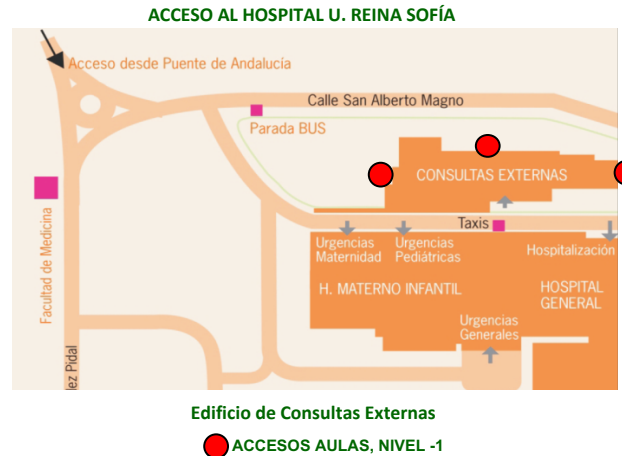 ACCESO AL HOSPITAL U. REINA SOFÍA
Acceso desde Puente de Andalucía
Calle San Alberto Magno
Parada BUS
CONSULTAS EXTERNAS
Facultad de Medicina
Taxis
Urgencias
Maternidad
Urgencias
Pediátricas
Hospitalización
H. MATERNO INFANTIL
HOSPITAL
GENERAL
Urgencias
Generales
ez Pidal
Edificio de Consultas Externas
ACCESOS AULAS, NIVEL -1